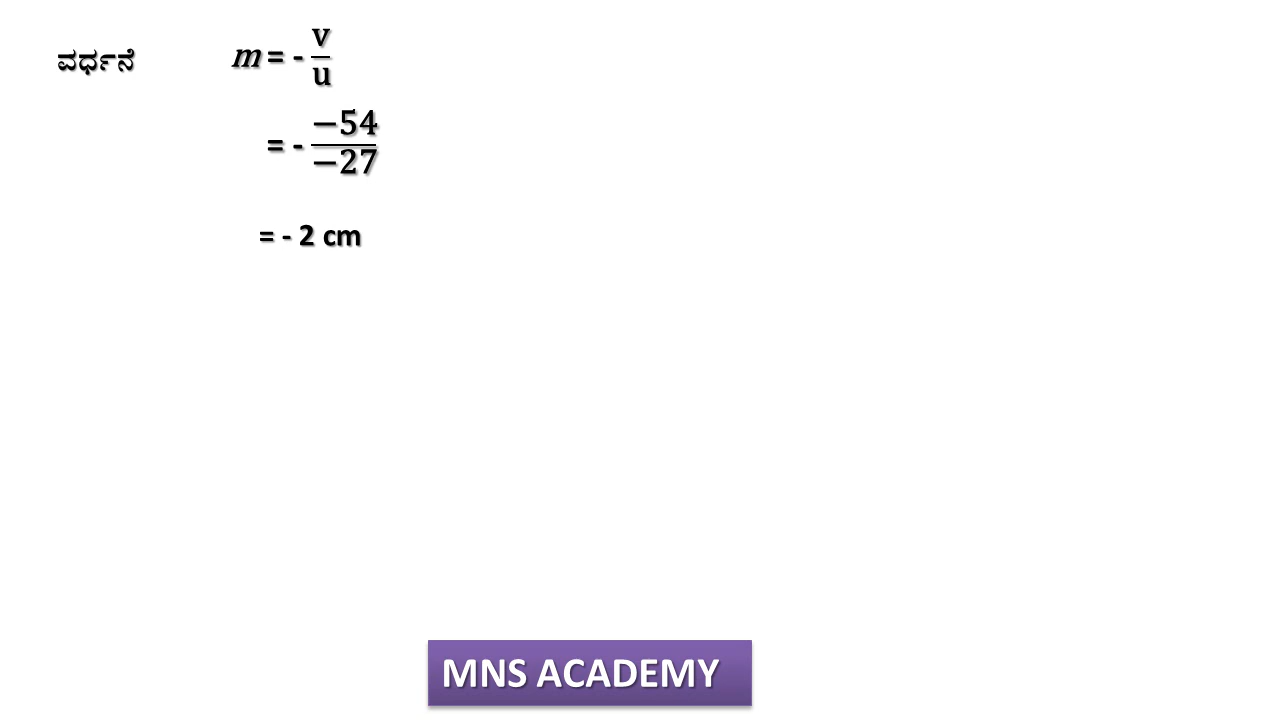 ವರ್ಧನೆ m = - v/u
= - −54/−27
= - 2 cm
MNS ACADEMY